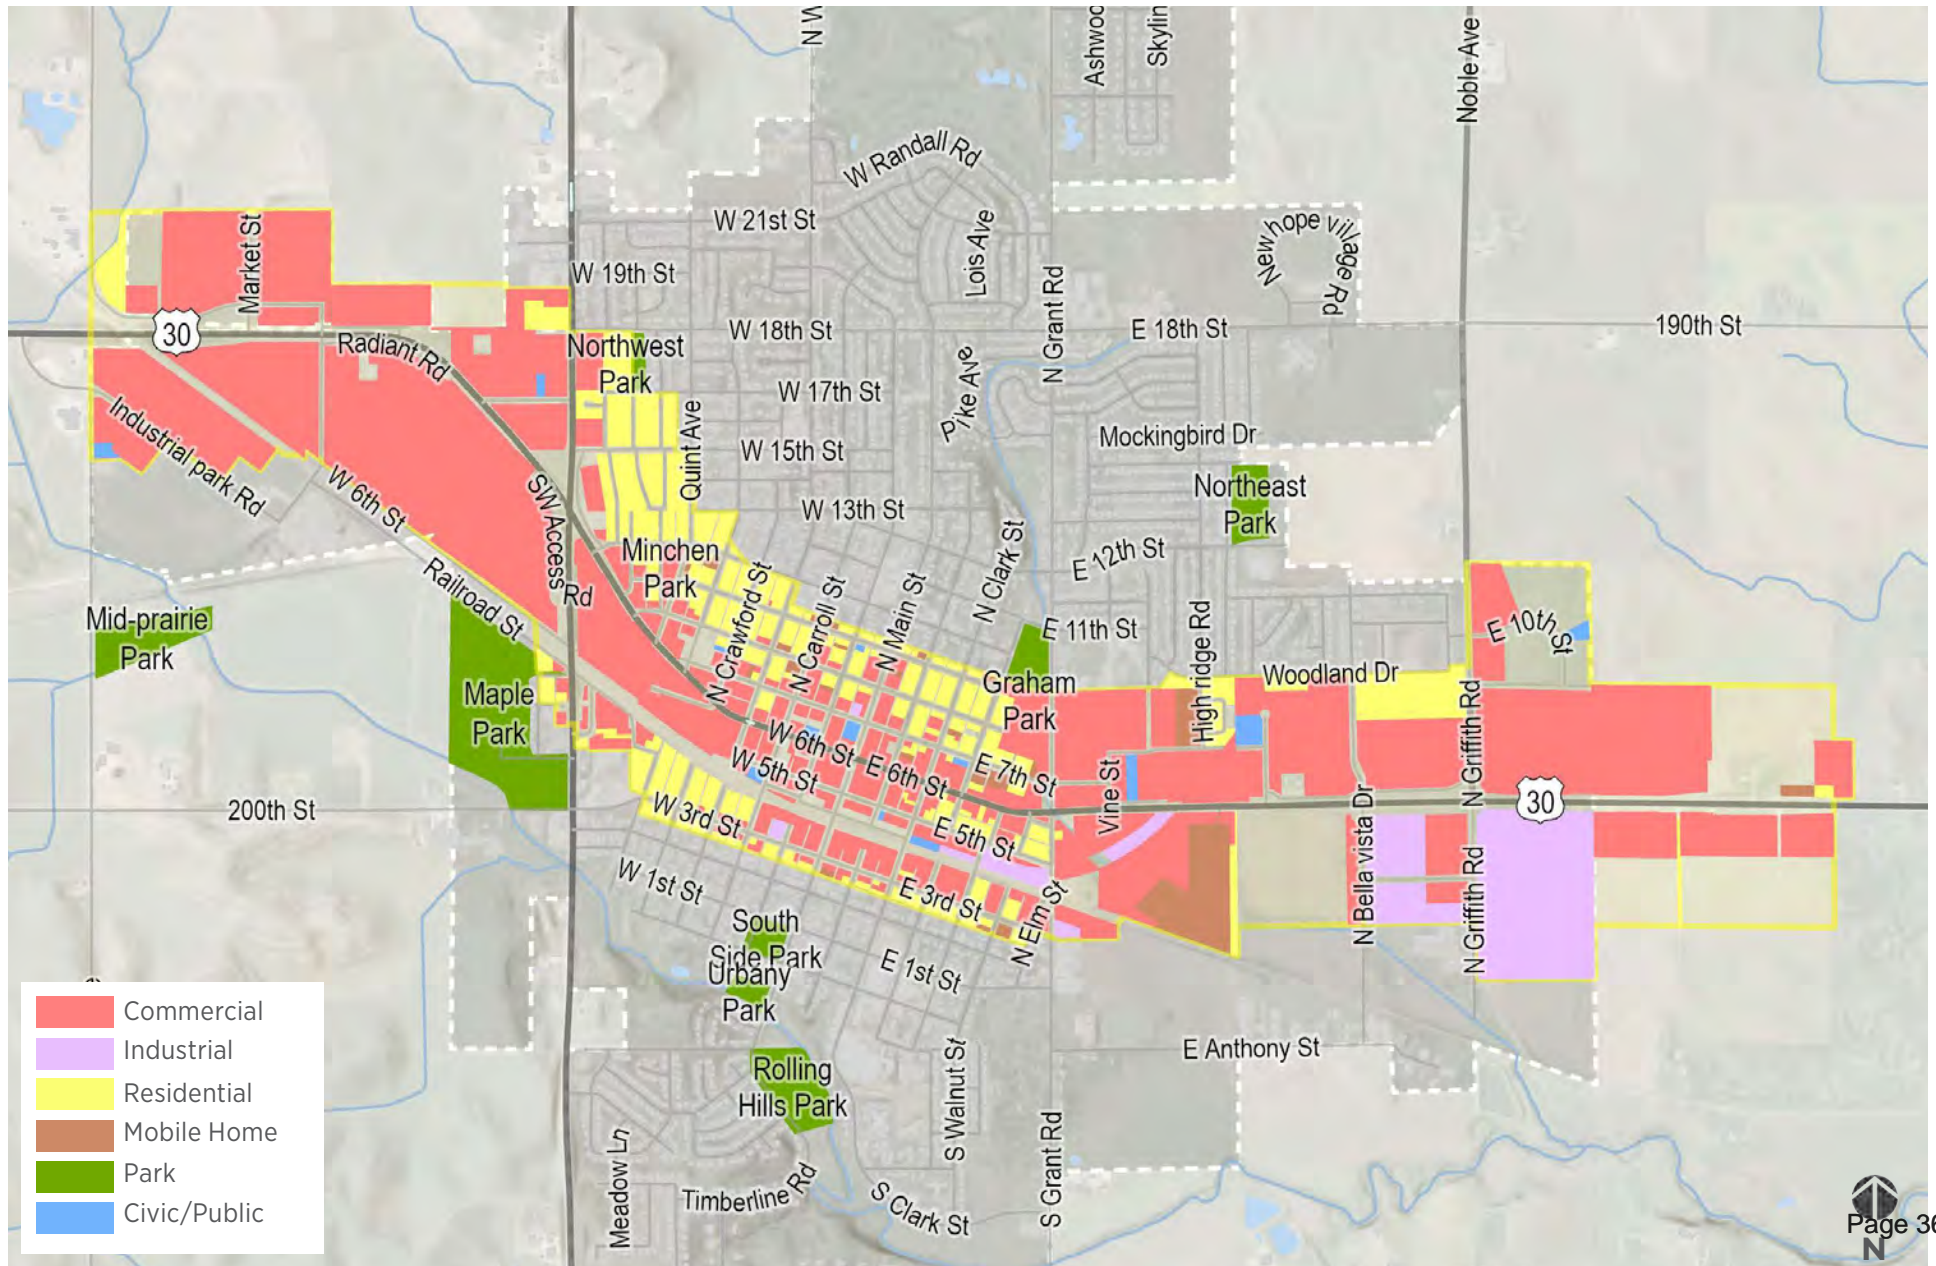 N W
Ashwoo
Skylin
Noble Ave
W Randall Rd
W 21st St
Lois Ave
Newhope village Rd
Market St
W 19th St
N Grant Rd
30
Radiant Rd
Northwest
Park
W 18th St
E 18th St
190th St
Pike Ave
W 17th St
Industrial park Rd
Quint Ave
W 15th St
Mockingbird Dr
W 6th St
SW Access Rd
W 13th St
Northeast
Park
Minchen
Park
N Clark St
E 12th St
Railroad St
N Crawford St
N Carroll St
N Main St
Mid-prairie
Park
E 11th St
High ridge Rd
E 10th St
Woodland Dr
Graham
Park
Maple
Park
N Griffith Rd
W 6th St
E 6th St
E 7th St
W 5th St
Vine St
N Bella vista Dr
30
200th St
W 3rd St
E 5th St
W 1st St
E 3rd St
N Elm St
N Griffith Rd
South
Side Park
Urbany
Park
E 1st St
E Anthony St
Rolling
Hills Park
S Walnut St
S Grant Rd
Meadow Ln
Timberline Rd
S Clark St
Commercial
Industrial
Residential
Mobile Home
Park
Civic/Public
Page 36
N